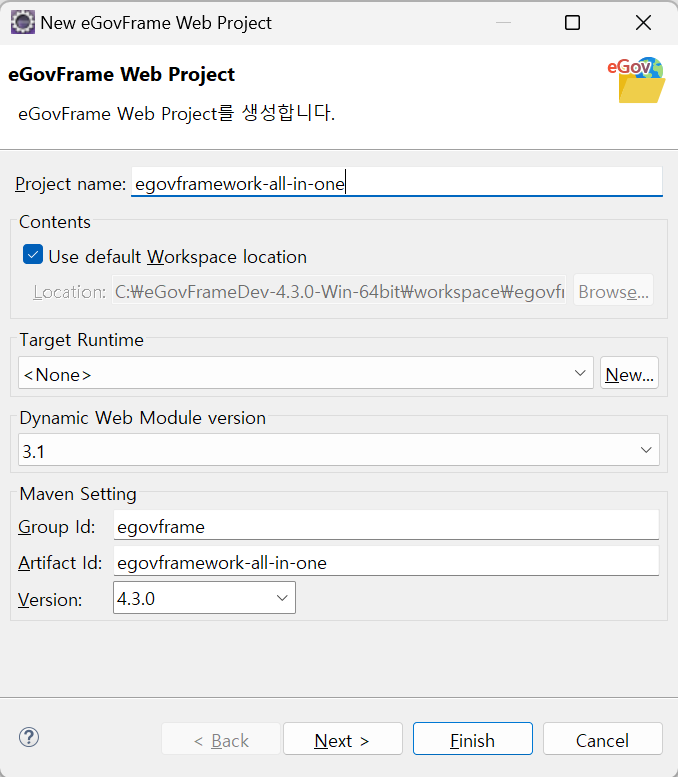 New eGovFrame Web Project
eGovFrame Web Project
eGov
eGovFrame Web Project를 생성합니다.
Project name: egovframework-all-in-one
Contents
Use default Workspace location
Location: C:₩eGovFrameDev-4.3.0-Win-64bit₩workspace₩egovfr Browse...
Target Runtime
<None> New...
Dynamic Web Module version
3.1
Maven Setting
Group Id: egovframe
Artifact Id: egovframework-all-in-one
Version: 4.3.0
? < Back Next > Finish Cancel